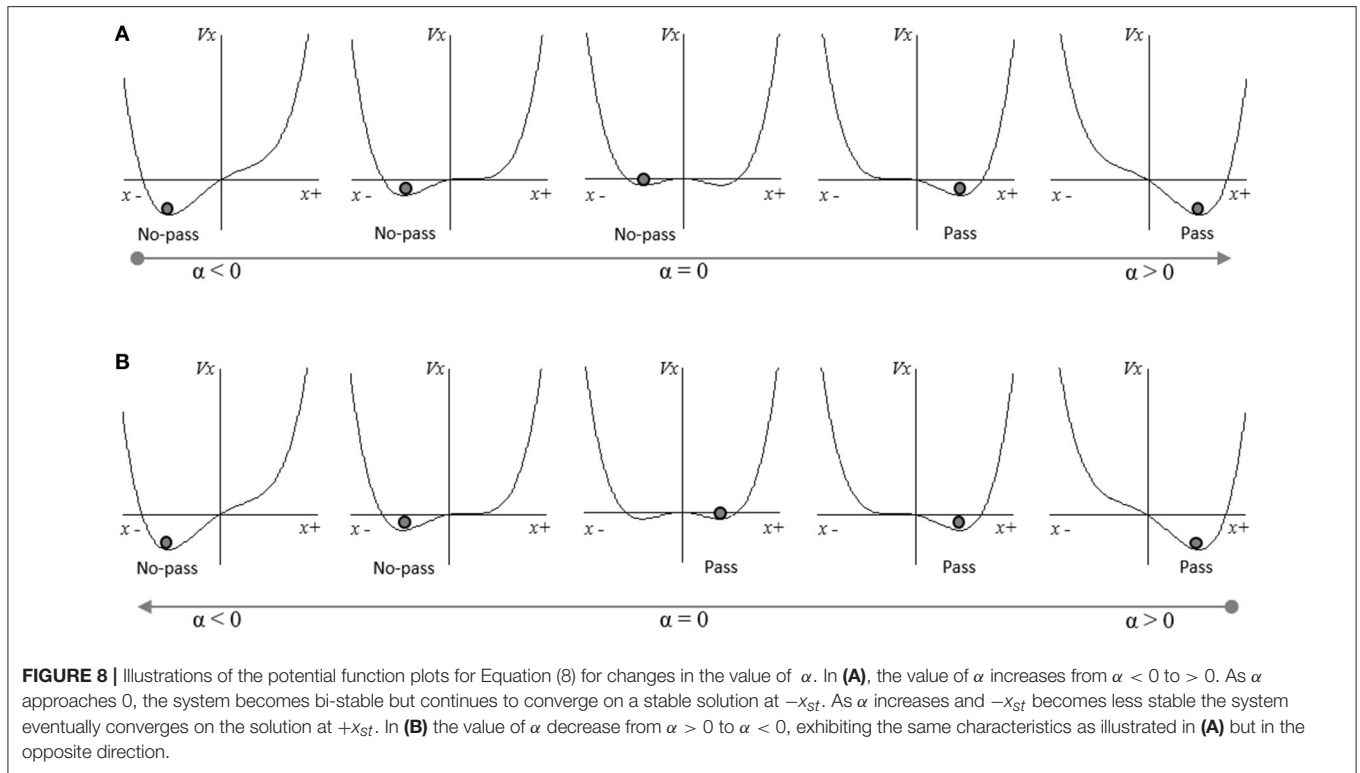 A
Vx Vx Vx Vx Vx
x - x+ x - x+ x - x+ x - x+ x - x+
No-pass No-pass No-pass Pass Pass
α < 0 α = 0 α > 0
B
Vx Vx Vx Vx Vx
x - x+ x - x+ x - x+ x - x+ x - x+
No-pass No-pass Pass Pass Pass
α < 0 α = 0 α > 0
FIGURE 8 | Illustrations of the potential function plots for Equation (8) for changes in the value of α. In (A), the value of α increases from α < 0 to > 0. As α
approaches 0, the system becomes bi-stable but continues to converge on a stable solution at −xst. As α increases and −xst becomes less stable the system
eventually converges on the solution at +xst. In (B) the value of α decrease from α > 0 to α < 0, exhibiting the same characteristics as illustrated in (A) but in the
opposite direction.